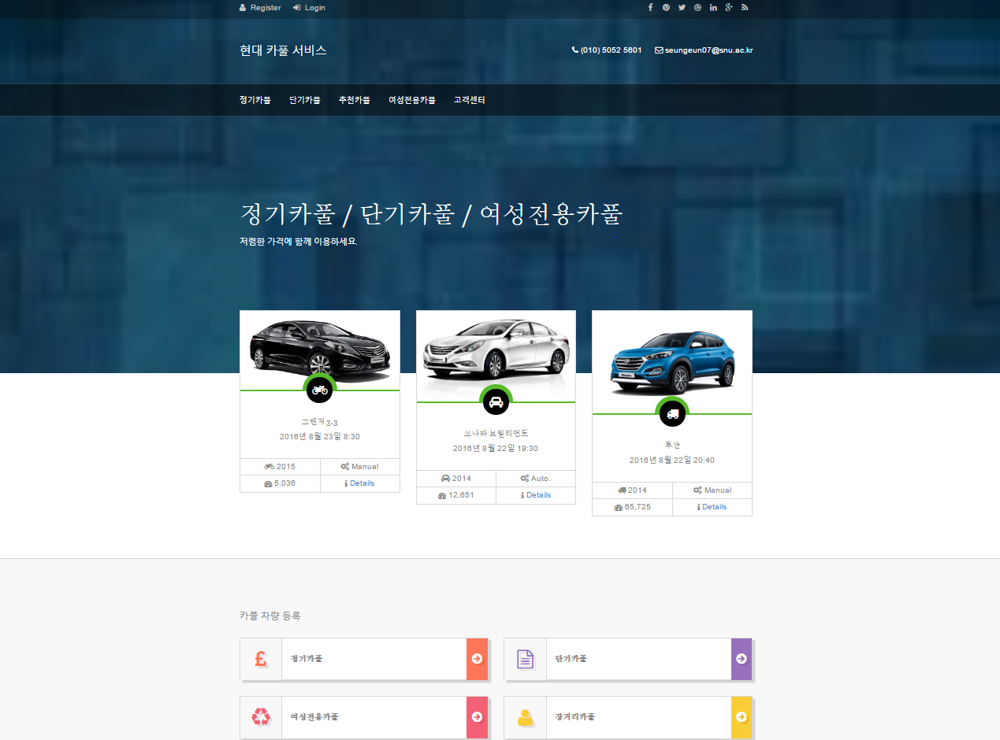 Register Login
현대 카풀 서비스
(010) 5052 5601 seungeun07@snu.ac.kr
정기카풀 단기카풀 추천카풀 여성전용카풀 고객센터
정기카풀 / 단기카풀 / 여성전용카풀
저렴한 가격에 함께 이용하세요.
그랜저 3.3
2016년 8월 23일 8:30
2015 Manual
5,036 Details
쏘나타 브릴리언트
2016년 8월 22일 19:30
2014 Auto.
12,651 Details
투싼
2016년 8월 22일 20:40
2014 Manual
65,725 Details
카풀 차량 등록
정기카풀
단기카풀
여성전용카풀
장거리카풀